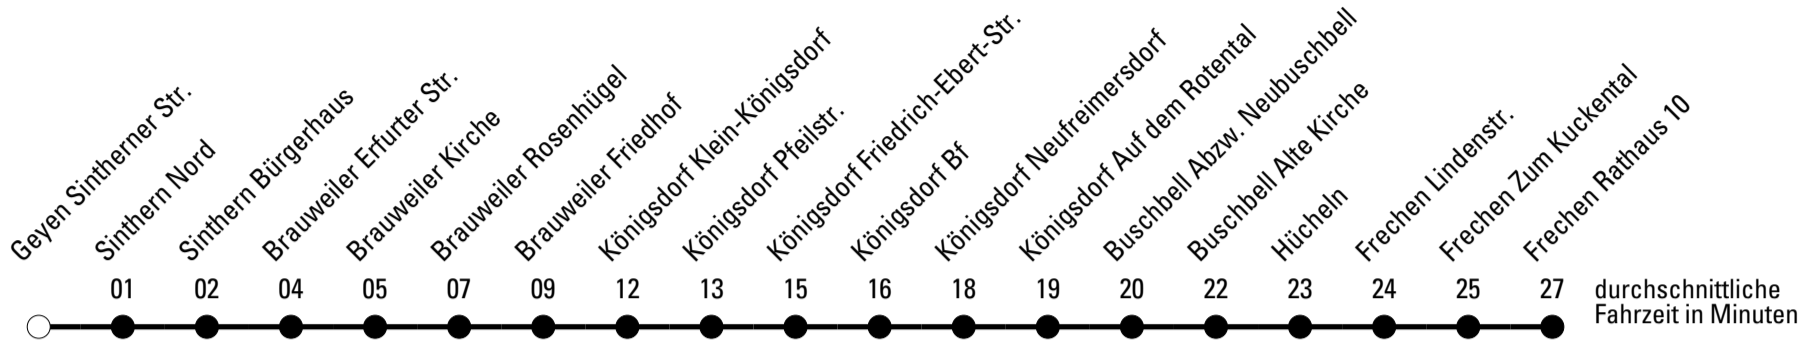 Geyen Sintherner Str.
Sinthern Nord
Sinthern Bürgerhaus
Brauweiler Erfurter Str.
Brauweiler Kirche
Brauweiler Rosenhügel
Brauweiler Friedhof
Königsdorf Klein-Königsdorf
Königsdorf Pfeilstr.
Königsdorf Friedrich-Ebert-Str.
Königsdorf Bf
Königsdorf Neufreimersdorf
Königsdorf Auf dem Rotental
Buschbell Abzw. Neubuschbell
Buschbell Alte Kirche
Hücheln
Frechen Lindenstr.
Frechen Zum Kuckental
Frechen Rathaus 10
01 02 04 05 07 09 12 13 15 16 18 19 20 22 23 24 25 27
durchschnittliche
Fahrzeit in Minuten